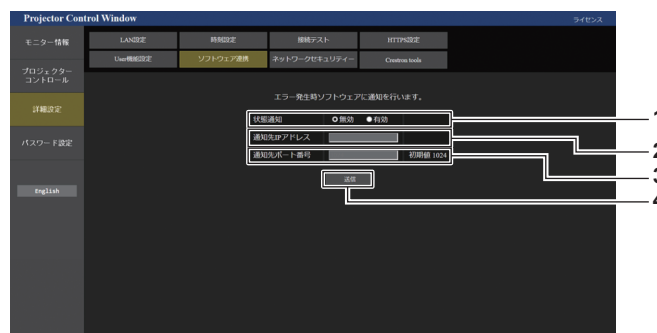 Projector Control Window
ライセンス
モニター情報
プロジェクター
コントロール
詳細設定
パスワード設定
English
LAN設定
時刻設定
接続テスト
HTTPS設定
User機能設定
ソフトウェア連携
ネットワークセキュリティー
Crestron tools
エラー発生時ソフトウェアに通知を行います。
状態通知 無効 有効
通知先IPアドレス
通知先ポート番号 初期値 1024
送信
1
2
3
4